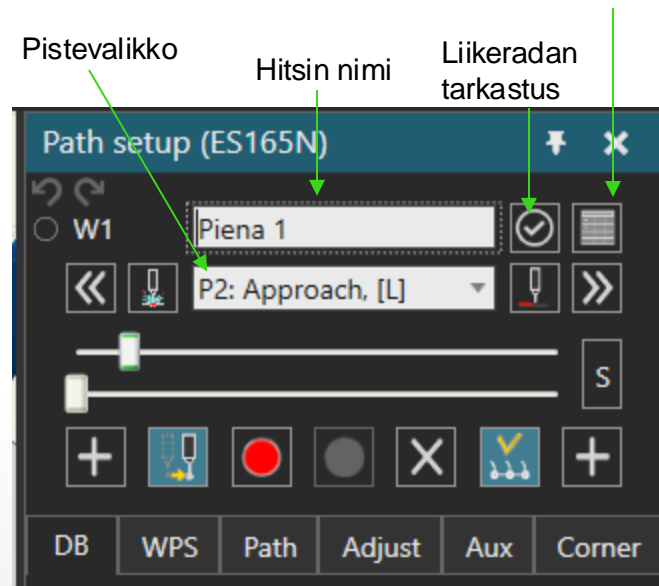 Pistevalikko
Hitsin nimi
Liikeradan
tarkastus
Path setup (ES165N)
W1
Piena 1
P2: Approach, [L]
S
DB WPS Path Adjust Aux Corner